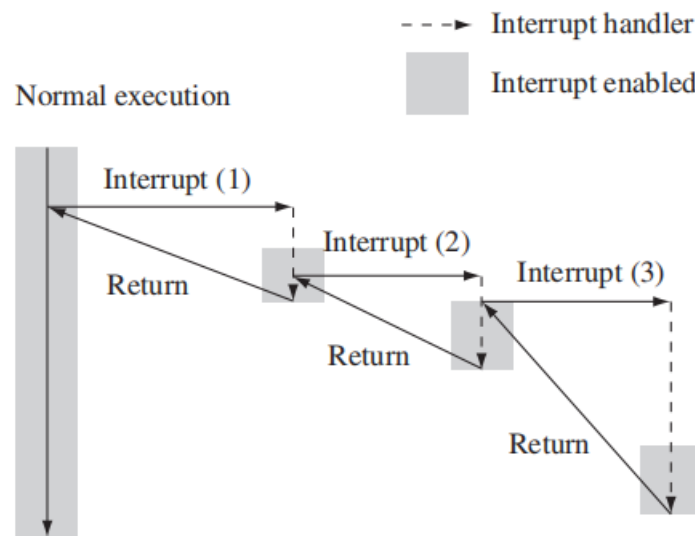 Interrupt handler
Interrupt enabled
Normal execution
Interrupt (1)
Interrupt (2)
Interrupt (3)
Return
Return
Return